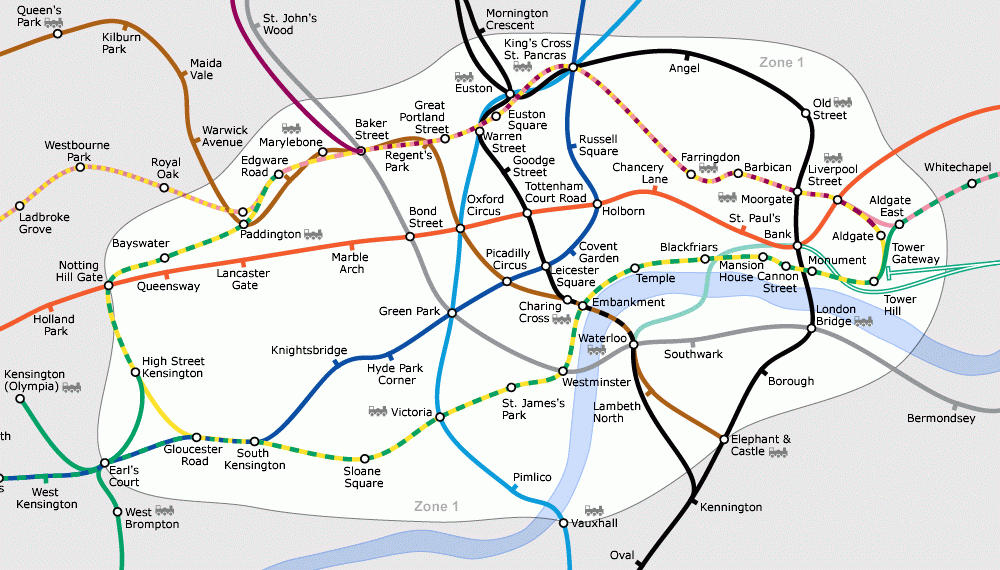 Queen's
Park
Kilburn
Park
St. John's
Wood
Mornington
Crescent
King's Cross
St. Pancras
Zone 1
Maida
Vale
Euston
Angel
Old
Street
Warwick
Avenue
Marylebone
Baker
Street
Great
Portland
Street
Euston
Square
Warren
Street
Russell
Square
Westbourne
Park
Royal
Oak
Edgware
Road
Regent's
Park
Goodge
Street
Chancery
Lane
Farringdon
Barbican
Liverpool
Street
Whitechapel
Moorgate
Tottenham
Court Road
Oxford
Circus
Bond
Street
Holborn
St. Paul's
Bank
Aldgate
East
Aldgate
Ladbroke
Grove
Paddington
Bayswater
Notting
Hill Gate
Queensway
Lancaster
Gate
Marble
Arch
Picadilly
Circus
Covent
Garden
Leicester
Square
Blackfriars
Mansion
House
Cannon
Street
Monument
Tower
Gateway
Temple
Tower
Hill
Holland
Park
Green Park
Charing
Cross
Embankment
London
Bridge
Waterloo
Southwark
Knightsbridge
Hyde Park
Corner
High Street
Kensington
Kensington
(Olympia)
Westminster
St. James's
Park
Victoria
Lambeth
North
Borough
Bermondsey
th
Gloucester
Road
South
Kensington
Sloane
Square
Elephant &
Castle
Earl's
Court
s
West
Kensington
West
Brompton
Zone 1
Pimlico
Vauxhall
Kennington
Oval